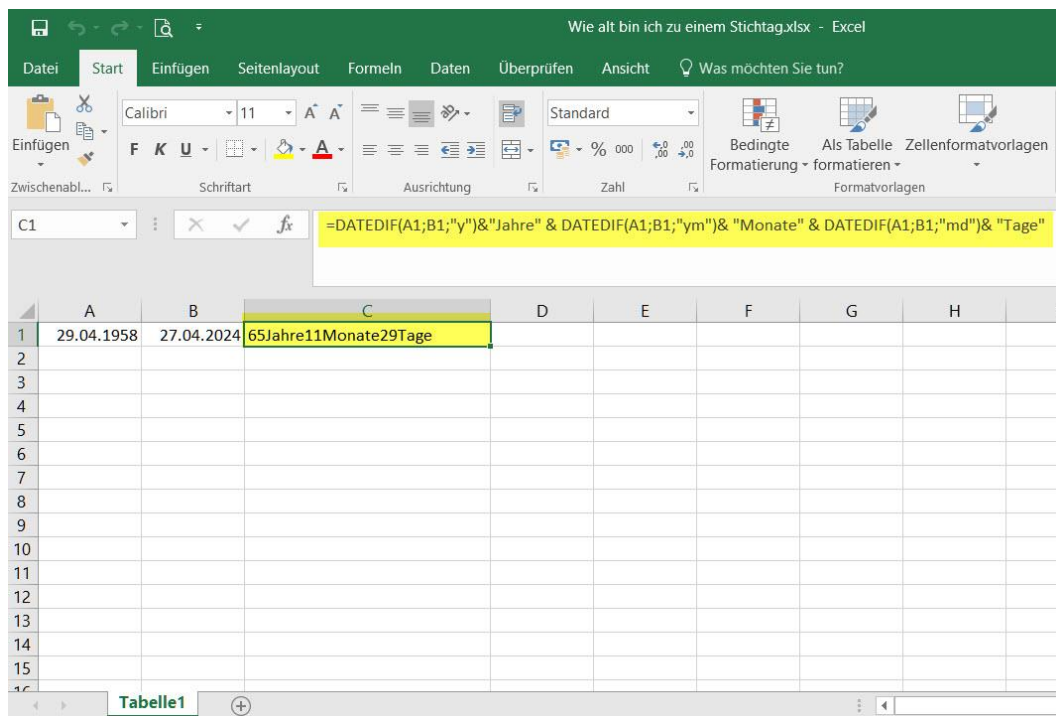 Wie alt bin ich zu einem Stichtag.xlsx - Excel
Datei Start Einfügen Seitenlayout Formeln Daten Überprüfen Ansicht Was möchten Sie tun?
Einfügen
Calibri 11 A A
F K U A
Standard
% 000
Bedingte Formatierung
Als Tabelle formatieren
Zellenformatvorlagen
Zwischenabl... Schriftart Ausrichtung Zahl Formatvorlagen
C1 fx =DATEDIF(A1;B1;"y")&"Jahre" & DATEDIF(A1;B1;"ym")& "Monate" & DATEDIF(A1;B1;"md")& "Tage"
A B C D E F G H
1 29.04.1958 27.04.2024 65Jahre11Monate29Tage
2
3
4
5
6
7
8
9
10
11
12
13
14
15
Tabelle1